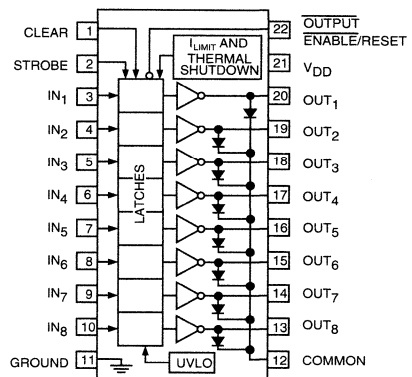 CLEAR 1
STROBE 2
IN1 3
IN2 4
IN3 5
IN4 6
IN5 7
IN6 8
IN7 9
IN8 10
GROUND 11
ILIMIT AND
THERMAL
SHUTDOWN
LATCHES
UVLO
22 OUTPUT
ENABLE/RESET
21 VDD
20 OUT1
19 OUT2
18 OUT3
17 OUT4
16 OUT5
15 OUT6
14 OUT7
13 OUT8
12 COMMON